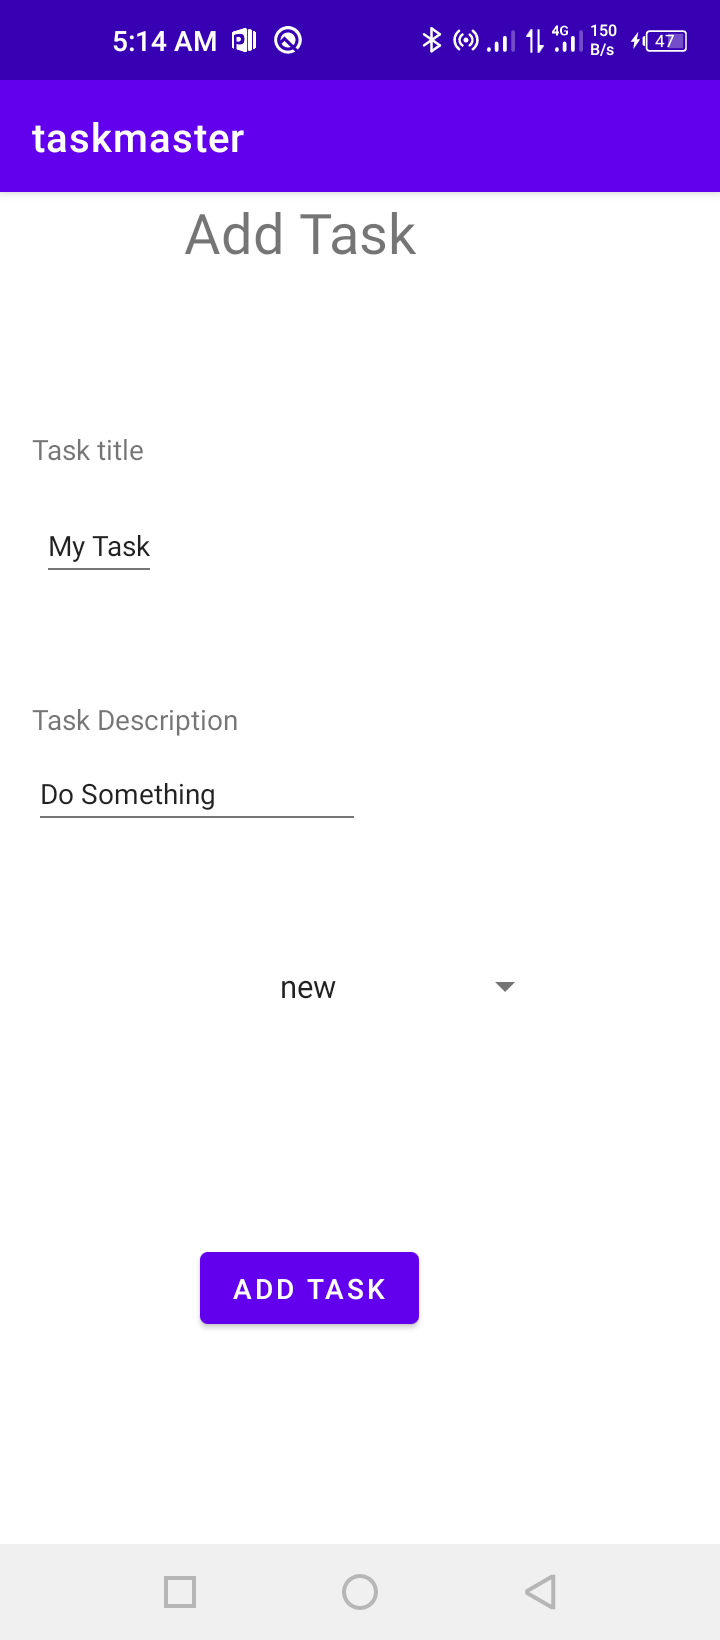 5:14 AM 4G 150 B/s 47
taskmaster
Add Task
Task title
My Task
Task Description
Do Something
new
ADD TASK